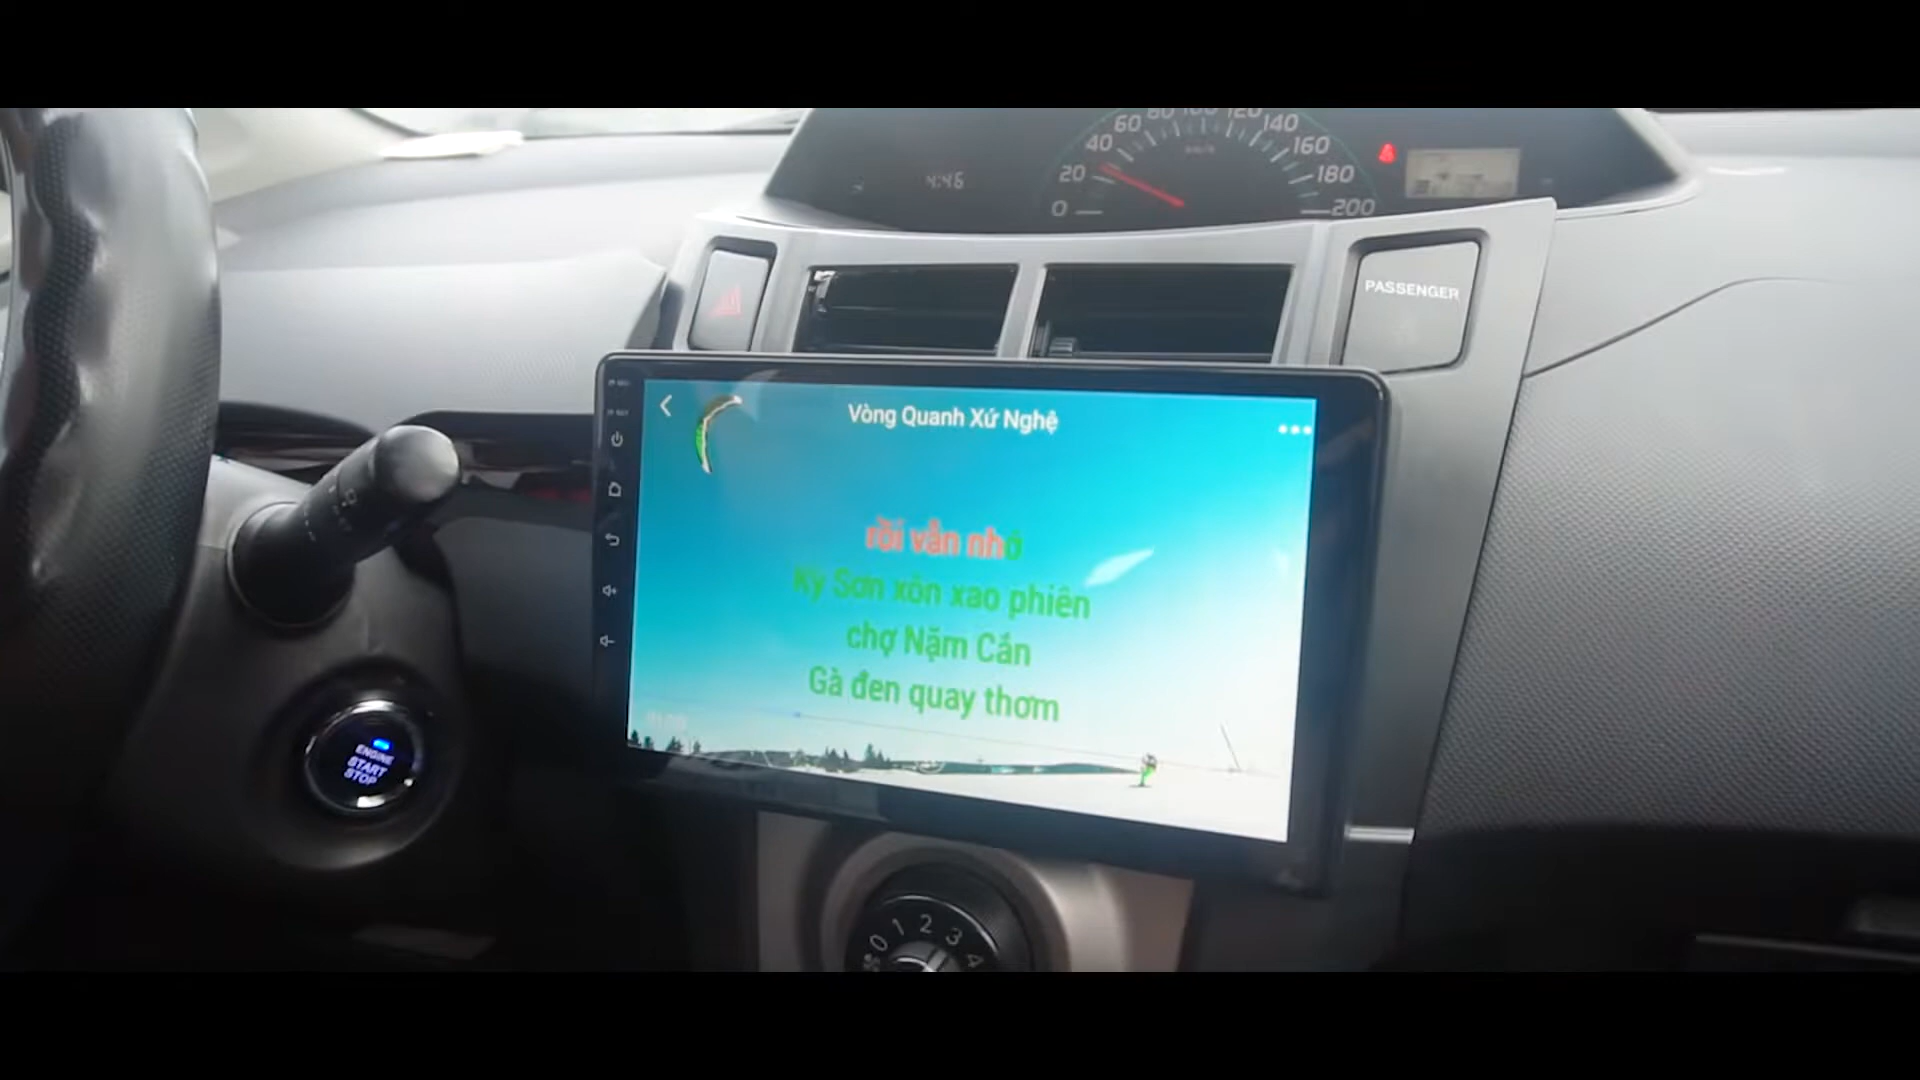 60 80 100 120 140
40 160
20 180
0 200
4:46
PASSENGER
Vòng Quanh Xứ Nghệ
rồi vẫn nhớ
Kỳ Sơn xôn xao phiên
chợ Nặm Cắn
Gà đen quay thơm
ENGINE
START
STOP
0 1 2 3 4